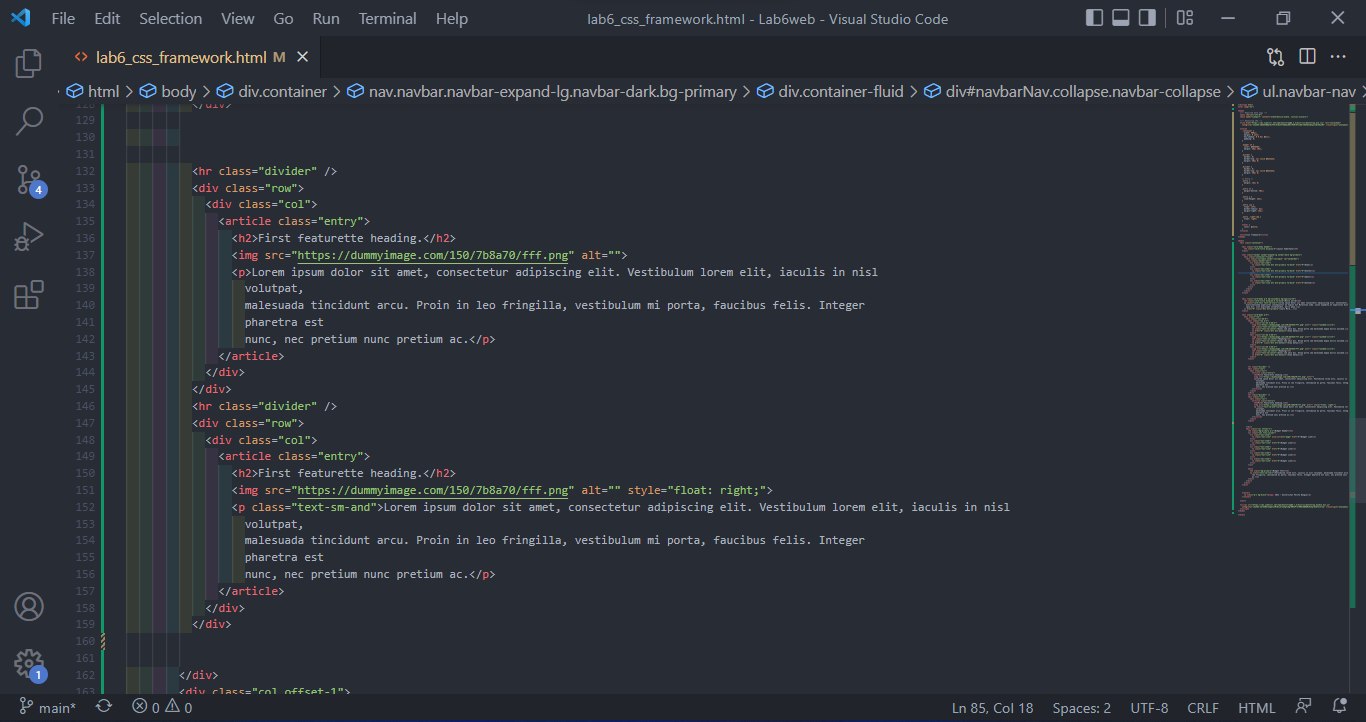 File Edit Selection View Go Run Terminal Help lab6_css_framework.html - Lab6web - Visual Studio Code
<> lab6_css_framework.html M
html > body > div.container > nav.navbar.navbar-expand-lg.navbar-dark.bg-primary > div.container-fluid > div#navbarNav.collapse.navbar-collapse > ul.navbar-nav >
128 </div>
129
130
131
132 <hr class="divider" />
133 <div class="row">
134 <div class="col">
135 <article class="entry">
136 <h2>First featurette heading.</h2>
137 <img src="https://dummyimage.com/150/7b8a70/fff.png" alt="">
138 <p>Lorem ipsum dolor sit amet, consectetur adipiscing elit. Vestibulum lorem elit, iaculis in nisl
139 volutpat,
140 malesuada tincidunt arcu. Proin in leo fringilla, vestibulum mi porta, faucibus felis. Integer
141 pharetra est
142 nunc, nec pretium nunc pretium ac.</p>
143 </article>
144 </div>
145 </div>
146 <hr class="divider" />
147 <div class="row">
148 <div class="col">
149 <article class="entry">
150 <h2>First featurette heading.</h2>
151 <img src="https://dummyimage.com/150/7b8a70/fff.png" alt="" style="float: right;">
152 <p class="text-sm-and">Lorem ipsum dolor sit amet, consectetur adipiscing elit. Vestibulum lorem elit, iaculis in nisl
153 volutpat,
154 malesuada tincidunt arcu. Proin in leo fringilla, vestibulum mi porta, faucibus felis. Integer
155 pharetra est
156 nunc, nec pretium nunc pretium ac.</p>
157 </article>
158 </div>
159 </div>
160
161
162 </div>
163 <div class="col offset-1">
4
1
main* 0 0 Ln 85, Col 18 Spaces: 2 UTF-8 CRLF HTML